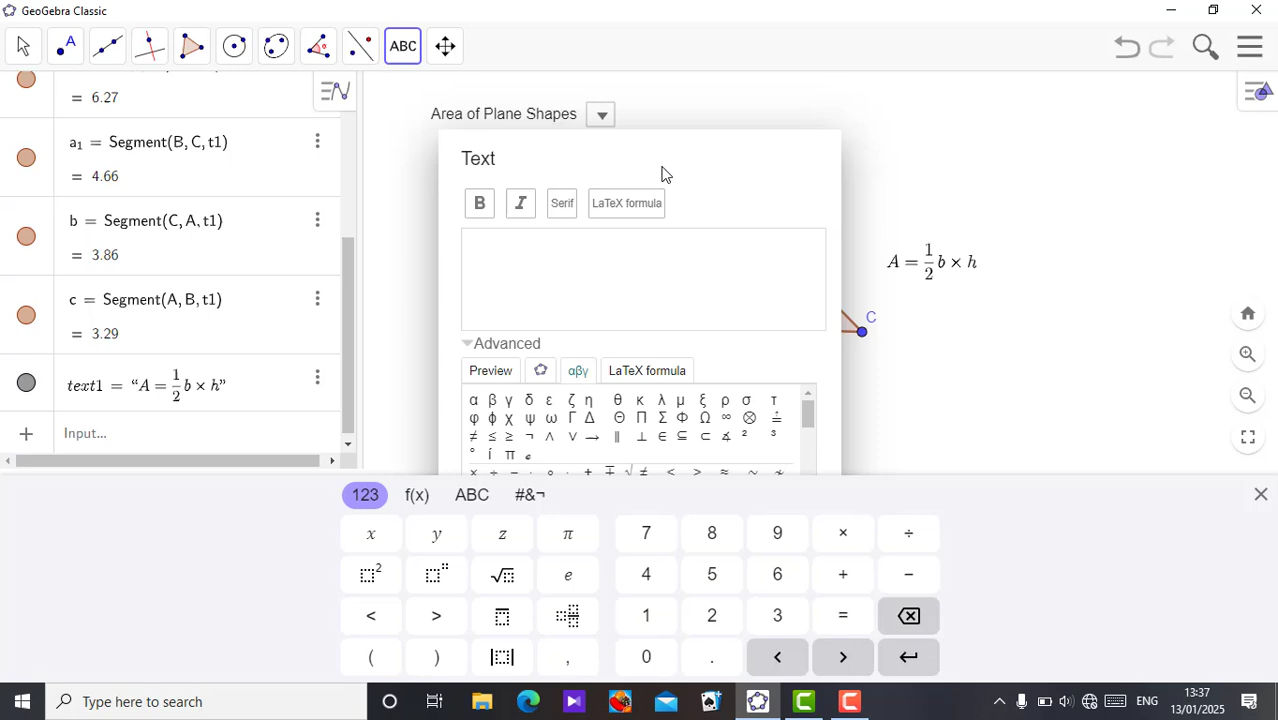 GeoGebra Classic
ABC
= 6.27
a₁ = Segment(B, C, t1)
= 4.66
b = Segment(C, A, t1)
= 3.86
c = Segment(A, B, t1)
= 3.29
text1 = “A = 1/2 b × h”
+ Input...
Area of Plane Shapes
Text
B I Serif LaTeX formula
Advanced
Preview αβγ LaTeX formula
α β γ δ ε ζ η θ κ λ μ ξ ρ σ τ
φ ϕ χ ψ ω Γ Δ Θ Π Σ Φ Ω ∞ ⊗ ≟
≠ ≤ ≥ ¬ ∧ ∨ → ∥ ⊥ ∈ ⊆ ⊂ ∡ ² ³
° í π ℯ
A = 1/2 b × h
C
123 f(x) ABC #&¬
x y z π 7 8 9 × ÷
□² □ √□ e 4 5 6 + −
< > 1 2 3 =
( ) |□| , 0 . < >
Type here to search
ENG
13:37
13/01/2025